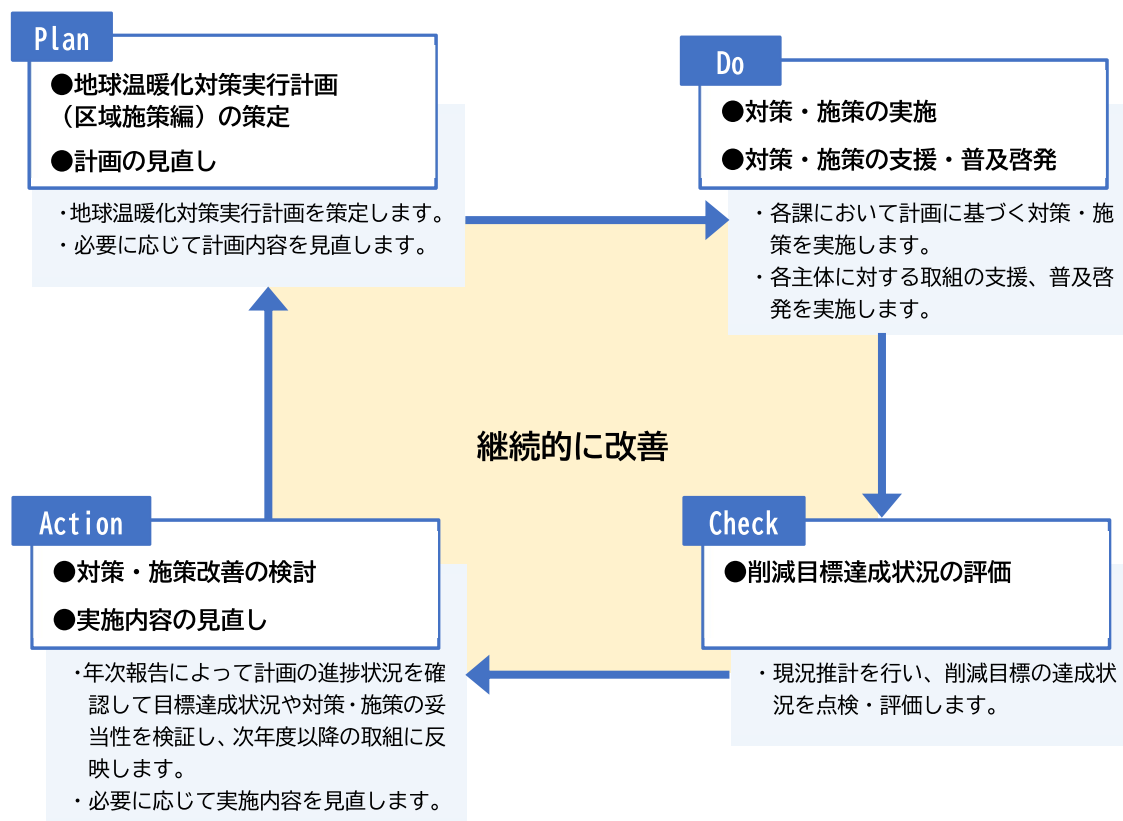 Plan
●地球温暖化対策実行計画
（区域施策編）の策定
●計画の見直し
・地球温暖化対策実行計画を策定します。
・必要に応じて計画内容を見直します。
Do
●対策・施策の実施
●対策・施策の支援・普及啓発
・各課において計画に基づく対策・施
策を実施します。
・各主体に対する取組の支援、普及啓
発を実施します。
継続的に改善
Action
●対策・施策改善の検討
●実施内容の見直し
・年次報告によって計画の進捗状況を確
認して目標達成状況や対策・施策の妥
当性を検証し、次年度以降の取組に反
映します。
・必要に応じて実施内容を見直します。
Check
●削減目標達成状況の評価
・現況推計を行い、削減目標の達成状
況を点検・評価します。